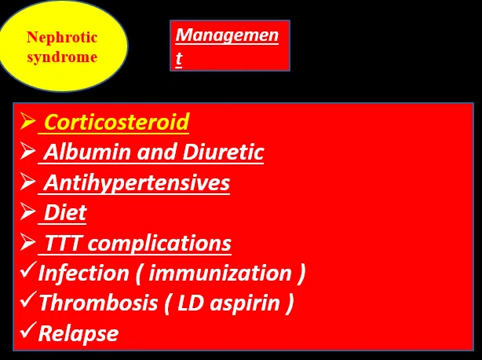 Nephrotic
syndrome
Managemen
t
➢ Corticosteroid
➢ Albumin and Diuretic
➢ Antihypertensives
➢ Diet
➢ TTT complications
✓Infection ( immunization )
✓Thrombosis ( LD aspirin )
✓Relapse